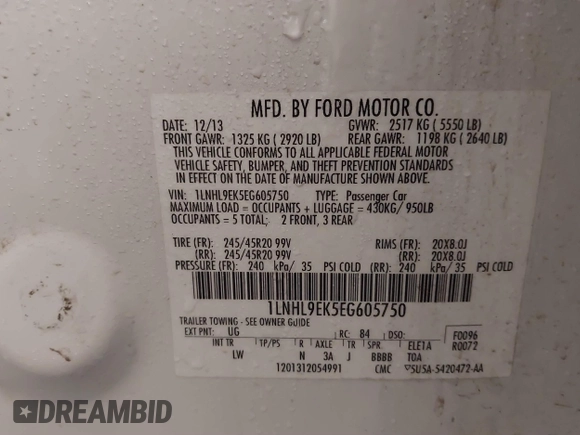 MFD. BY FORD MOTOR CO.
DATE: 12/13 GVWR: 2517 KG ( 5550 LB)
FRONT GAWR: 1325 KG ( 2920 LB) REAR GAWR: 1198 KG ( 2640 LB)
THIS VEHICLE CONFORMS TO ALL APPLICABLE FEDERAL MOTOR
VEHICLE SAFETY, BUMPER, AND THEFT PREVENTION STANDARDS
IN EFFECT ON THE DATE OF MANUFACTURE SHOWN ABOVE.
VIN: 1LNHL9EK5EG605750 TYPE: Passenger Car
MAXIMUM LOAD = OCCUPANTS + LUGGAGE = 430KG/ 950LB
OCCUPANTS = 5 TOTAL; 2 FRONT, 3 REAR
TIRE (FR): 245/45R20 99V RIMS (FR): 20X8.0J
(RR): 245/45R20 99V (RR): 20X8.0J
PRESSURE (FR): 240 kPa/ 35 PSI COLD (RR): 240 kPa/ 35 PSI COLD
1LNHL9EK5EG605750
TRAILER TOWING - SEE OWNER GUIDE
EXT PNT: UG RC: 84 DSO: F0096
INT TR 1P/PS R AXLE TR SPR. ELE1A R0072
LW N 3A J BBBB TOA
1201312054991 CMC 5U5A-5420472-AA
DREAMBID